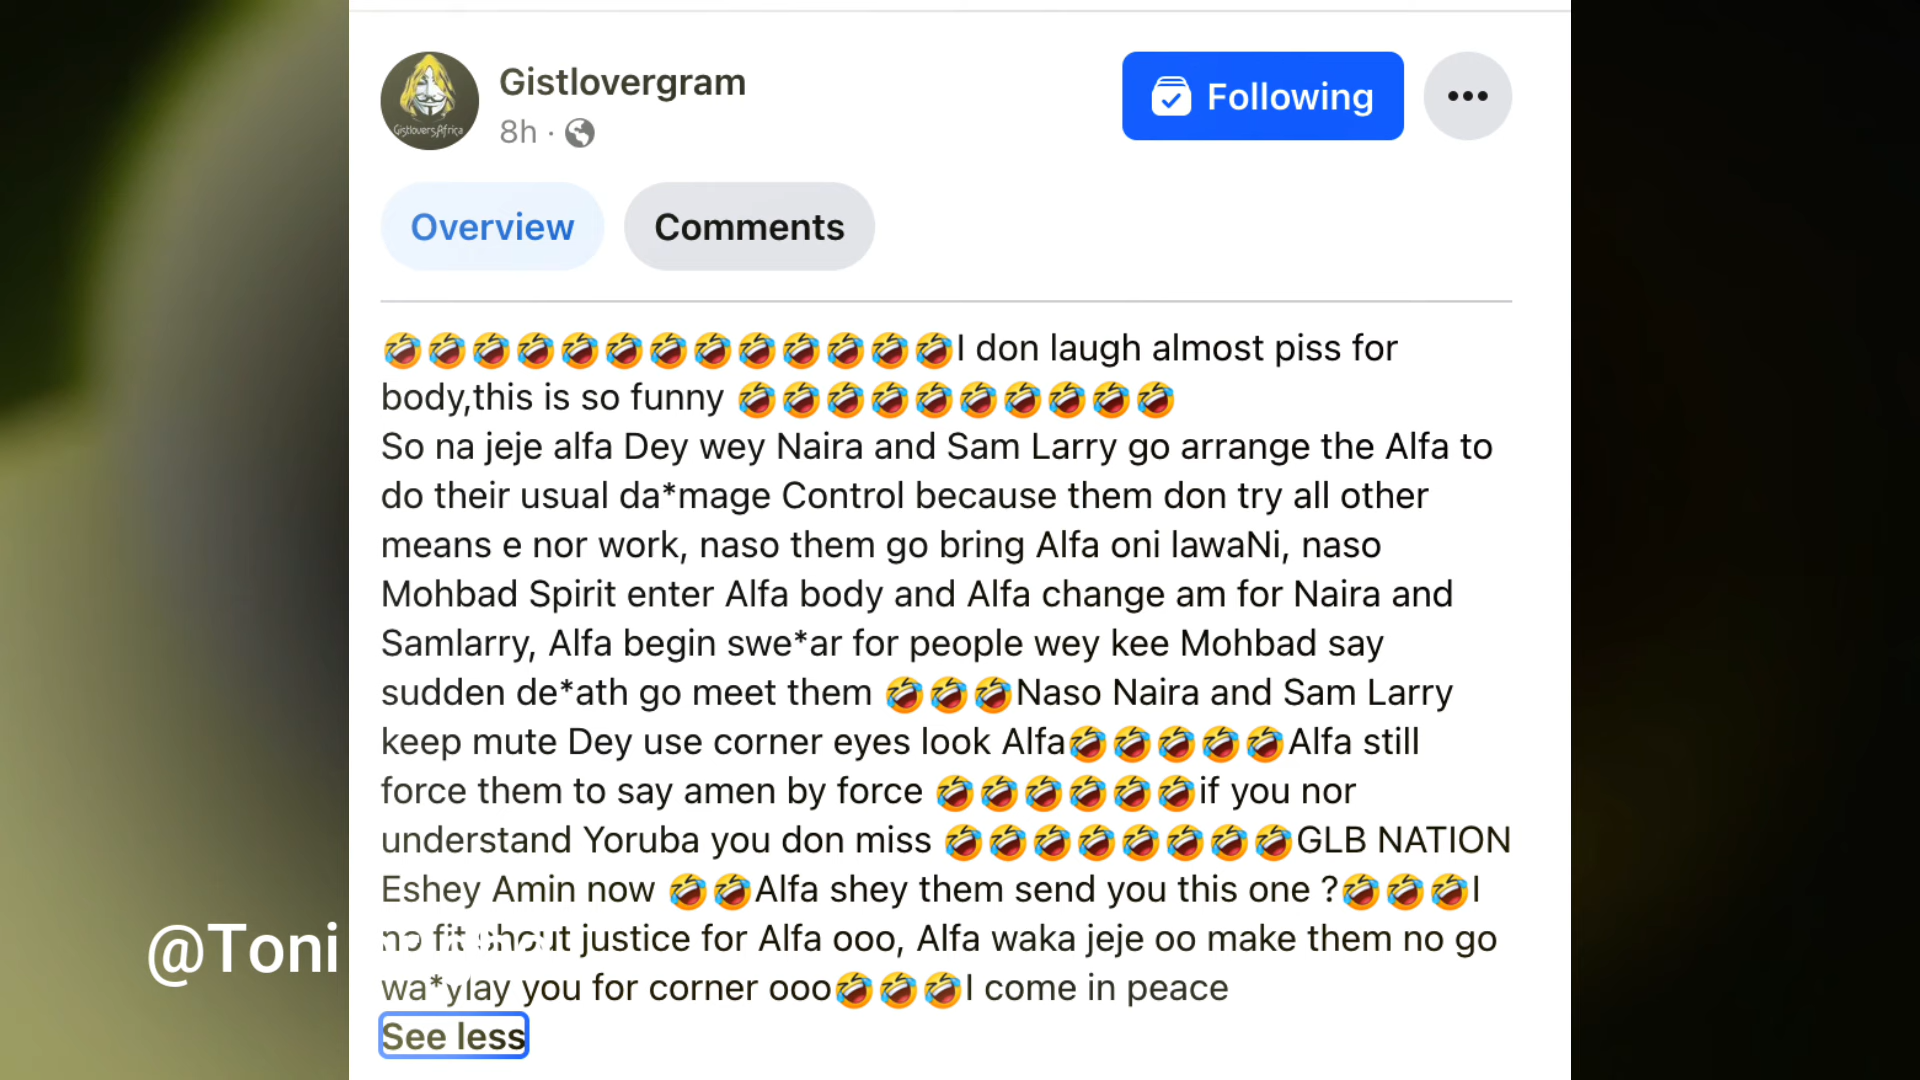 Gistlovergram
8h ·
Gistlovers,Africa
Following
Overview
Comments
🤣🤣🤣🤣🤣🤣🤣🤣🤣🤣🤣🤣🤣I don laugh almost piss for
body,this is so funny 🤣🤣🤣🤣🤣🤣🤣🤣🤣🤣
So na jeje alfa Dey wey Naira and Sam Larry go arrange the Alfa to
do their usual da*mage Control because them don try all other
means e nor work, naso them go bring Alfa oni lawaNi, naso
Mohbad Spirit enter Alfa body and Alfa change am for Naira and
Samlarry, Alfa begin swe*ar for people wey kee Mohbad say
sudden de*ath go meet them 🤣🤣🤣Naso Naira and Sam Larry
keep mute Dey use corner eyes look Alfa🤣🤣🤣🤣🤣Alfa still
force them to say amen by force 🤣🤣🤣🤣🤣🤣if you nor
understand Yoruba you don miss 🤣🤣🤣🤣🤣🤣🤣🤣GLB NATION
Eshey Amin now 🤣🤣Alfa shey them send you this one ?🤣🤣🤣I
no fit shout justice for Alfa ooo, Alfa waka jeje oo make them no go
wa*ylay you for corner ooo🤣🤣🤣I come in peace
See less
@Toni